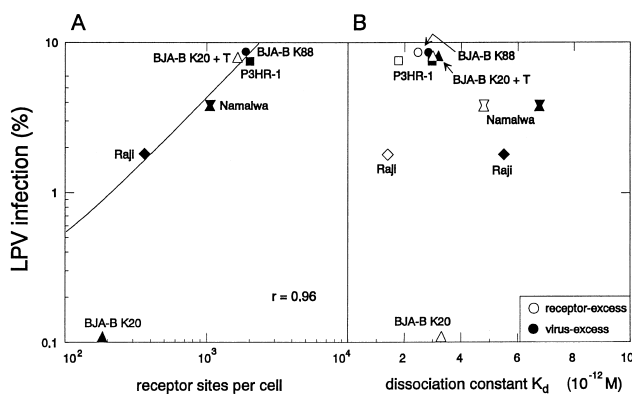 A
B
LPV infection (%)
10
1
0.1
BJA-B K88
BJA-B K20 + T
P3HR-1
Namalwa
Raji
BJA-B K20
r = 0,96
10² 10³ 10⁴
receptor sites per cell
BJA-B K88
P3HR-1
BJA-B K20 + T
Namalwa
Raji
Raji
BJA-B K20
receptor-excess
virus-excess
2 4 6 8 10
dissociation constant Kd (10⁻¹² M)